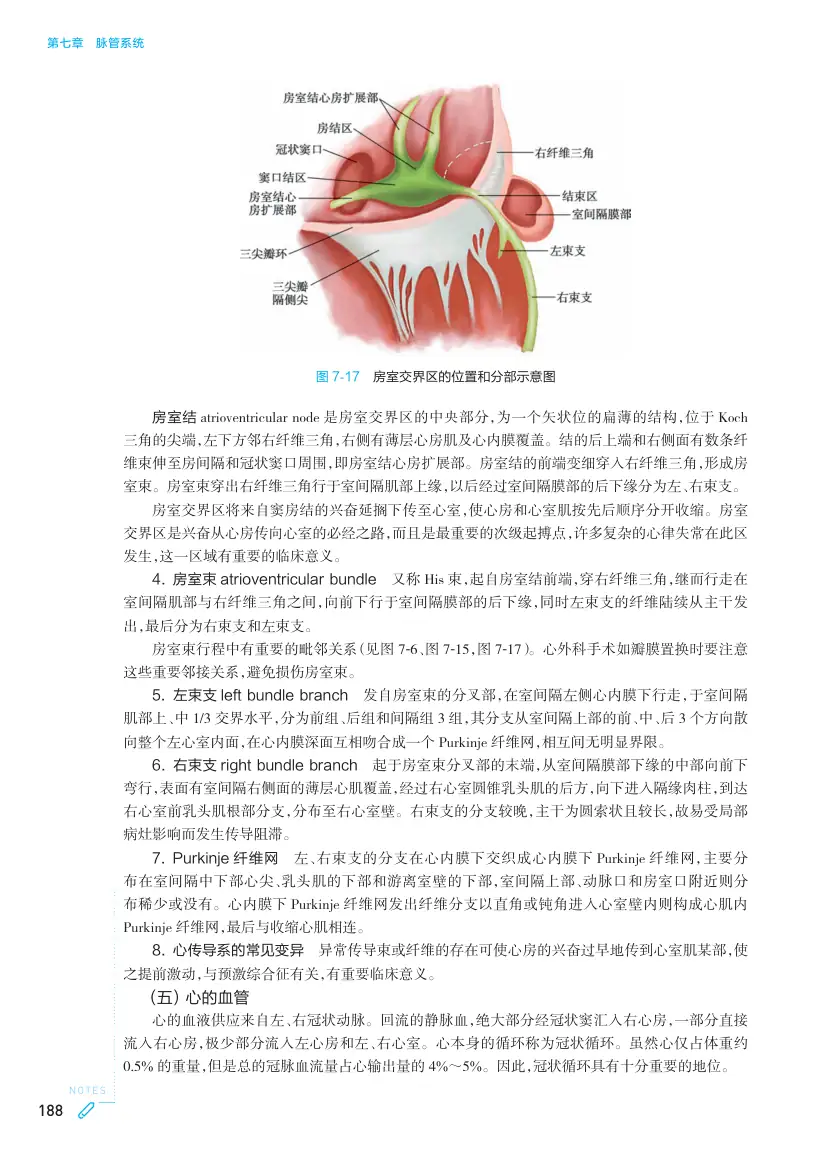 第七章 脉管系统
房室结心房扩展部
房结区
冠状窦口
窦口结区
房室结心
房扩展部
三尖瓣环
三尖瓣
隔侧尖
右纤维三角
结束区
室间隔膜部
左束支
右束支
图 7-17 房室交界区的位置和分部示意图
房室结 atrioventricular node 是房室交界区的中央部分,为一个矢状位的扁薄的结构,位于 Koch
三角的尖端,左下方邻右纤维三角,右侧有薄层心房肌及心内膜覆盖。结的后上端和右侧面有数条纤
维束伸至房间隔和冠状窦口周围,即房室结心房扩展部。房室结的前端变细穿入右纤维三角,形成房
室束。房室束穿出右纤维三角行于室间隔肌部上缘,以后经过室间隔膜部的后下缘分为左、右束支。
房室交界区将来自窦房结的兴奋延搁下传至心室,使心房和心室肌按先后顺序分开收缩。房室
交界区是兴奋从心房传向心室的必经之路,而且是最重要的次级起搏点,许多复杂的心律失常在此区
发生,这一区域有重要的临床意义。
4. 房室束 atrioventricular bundle 又称 His 束,起自房室结前端,穿右纤维三角,继而行走在
室间隔肌部与右纤维三角之间,向前下行于室间隔膜部的后下缘,同时左束支的纤维陆续从主干发
出,最后分为右束支和左束支。
房室束行程中有重要的毗邻关系(见图 7-6、图 7-15,图 7-17)。心外科手术如瓣膜置换时要注意
这些重要邻接关系,避免损伤房室束。
5. 左束支 left bundle branch 发自房室束的分叉部,在室间隔左侧心内膜下行走,于室间隔
肌部上、中 1/3 交界水平,分为前组、后组和间隔组 3 组,其分支从室间隔上部的前、中、后 3 个方向散
向整个左心室内面,在心内膜深面互相吻合成一个 Purkinje 纤维网,相互间无明显界限。
6. 右束支 right bundle branch 起于房室束分叉部的末端,从室间隔膜部下缘的中部向前下
弯行,表面有室间隔右侧面的薄层心肌覆盖,经过右心室圆锥乳头肌的后方,向下进入隔缘肉柱,到达
右心室前乳头肌根部分支,分布至右心室壁。右束支的分支较晚,主干为圆索状且较长,故易受局部
病灶影响而发生传导阻滞。
7. Purkinje 纤维网 左、右束支的分支在心内膜下交织成心内膜下 Purkinje 纤维网,主要分
布在室间隔中下部心尖、乳头肌的下部和游离室壁的下部,室间隔上部、动脉口和房室口附近则分
布稀少或没有。心内膜下 Purkinje 纤维网发出纤维分支以直角或钝角进入心室壁内则构成心肌内
Purkinje 纤维网,最后与收缩心肌相连。
8. 心传导系的常见变异 异常传导束或纤维的存在可使心房的兴奋过早地传到心室肌某部,使
之提前激动,与预激综合征有关,有重要临床意义。
(五)心的血管
心的血液供应来自左、右冠状动脉。回流的静脉血,绝大部分经冠状窦汇入右心房,一部分直接
流入右心房,极少部分流入左心房和左、右心室。心本身的循环称为冠状循环。虽然心仅占体重约
0.5% 的重量,但是总的冠脉血流量占心输出量的 4%~5%。因此,冠状循环具有十分重要的地位。
NOTES
188